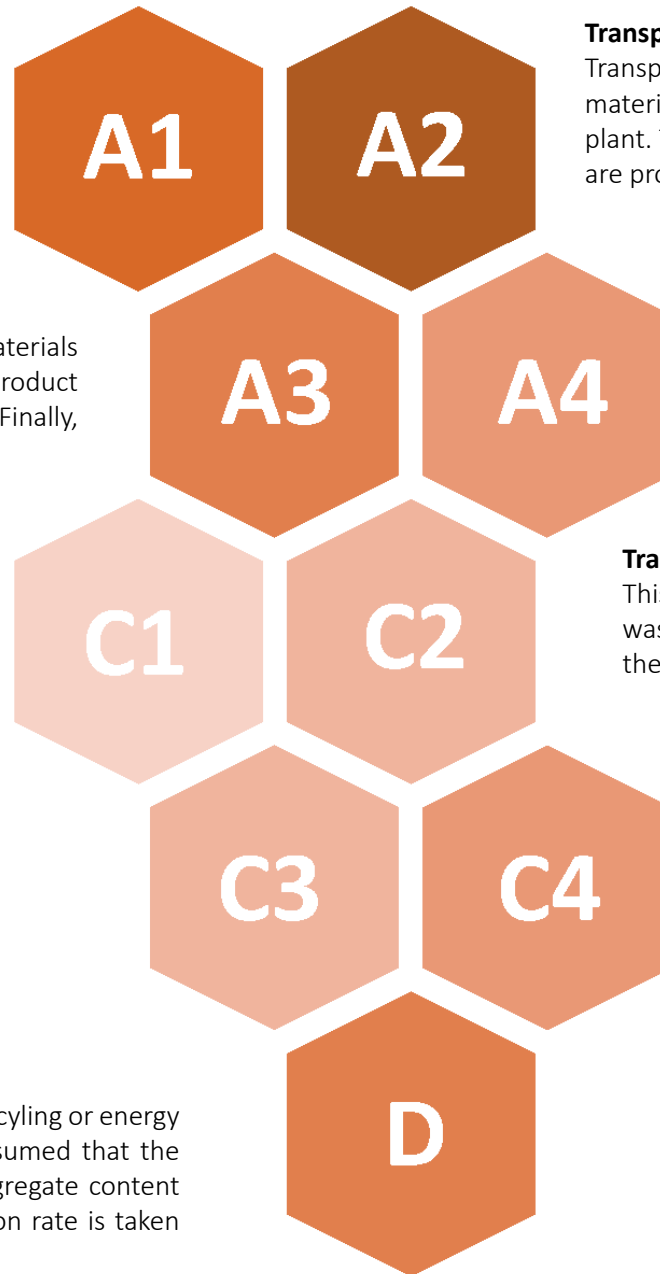 A1
A2
Transp
Transp
materi
plant. T
are pro
aterials
roduct
Finally,
A3
A4
C1
C2
Tra
This
was
the
C3
C4
cyling or energy
sumed that the
gregate content
on rate is taken
D